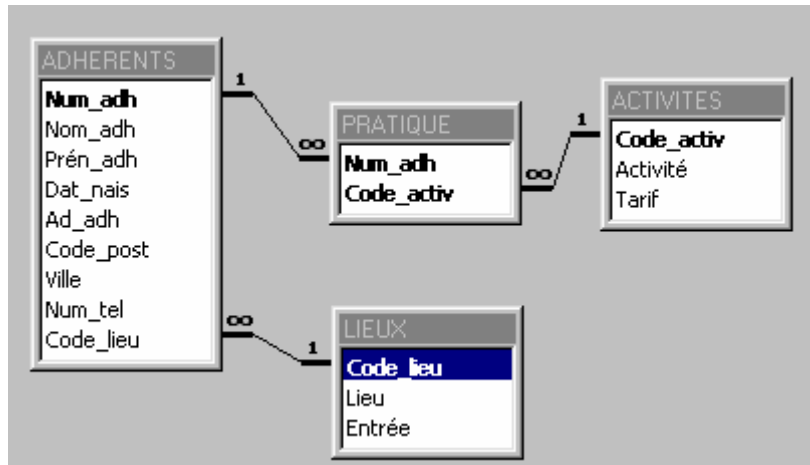 ADHERENTS
Num_adh
Nom_adh
Prén_adh
Dat_nais
Ad_adh
Code_post
Ville
Num_tel
Code_lieu
1
∞
PRATIQUE
Num_adh
Code_activ
∞
1
ACTIVITES
Code_activ
Activité
Tarif
∞
1
LIEUX
Code_lieu
Lieu
Entrée